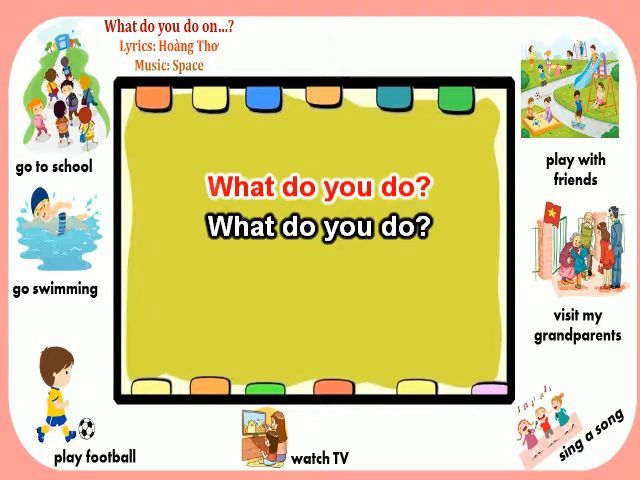 What do you do on...?
Lyrics: Hoàng Thơ
Music: Space
go to school
go swimming
play football
watch TV
What do you do?
What do you do?
play with
friends
visit my
grandparents
sing a song